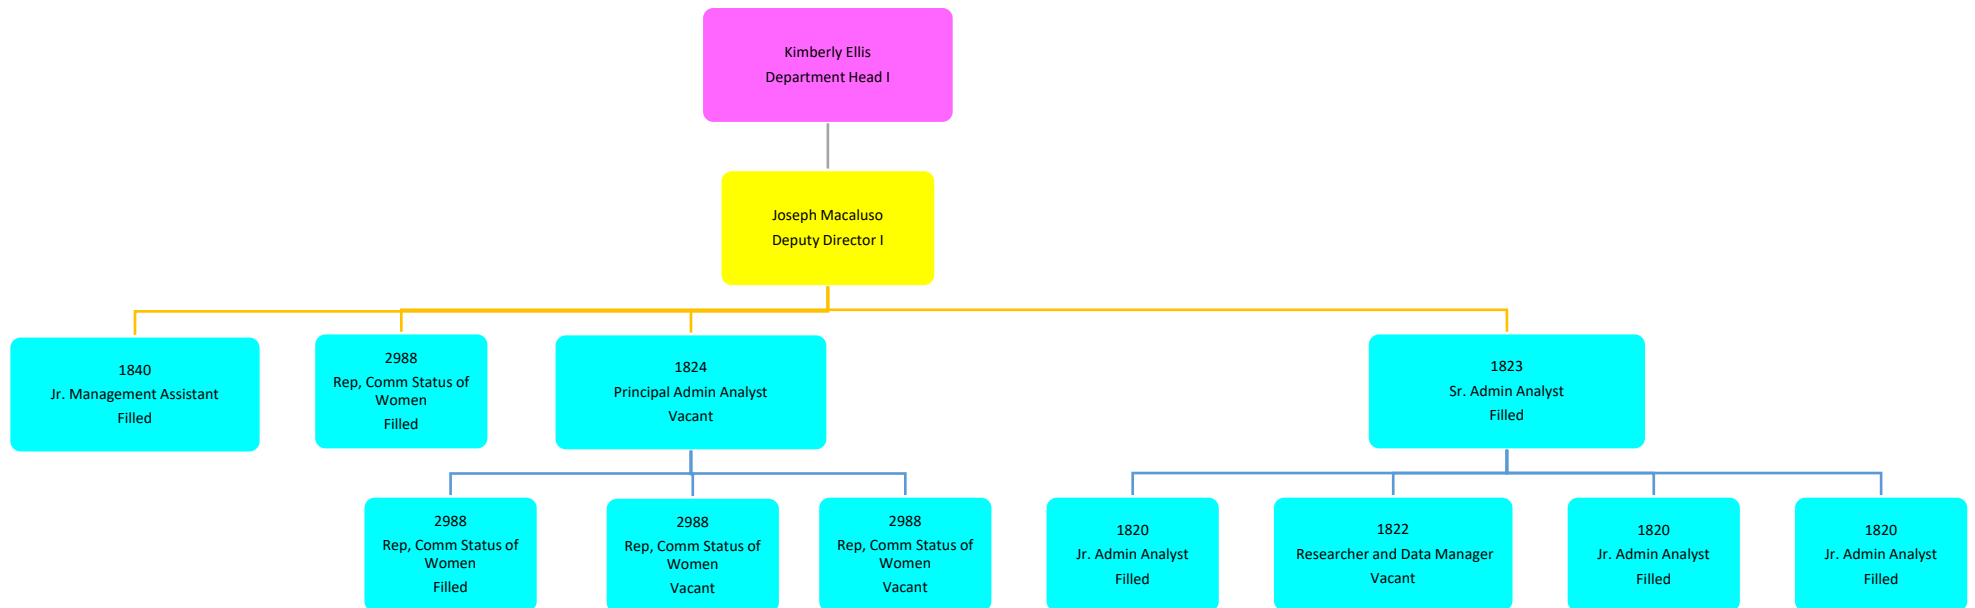 Kimberly Ellis
Department Head I
Joseph Macaluso
Deputy Director I
1840
Jr. Management Assistant
Filled
2988
Rep, Comm Status of
Women
Filled
1824
Principal Admin Analyst
Vacant
1823
Sr. Admin Analyst
Filled
2988
Rep, Comm Status of
Women
Filled
2988
Rep, Comm Status of
Women
Vacant
2988
Rep, Comm Status of
Women
Vacant
1820
Jr. Admin Analyst
Filled
1822
Researcher and Data Manager
Vacant
1820
Jr. Admin Analyst
Filled
1820
Jr. Admin Analyst
Filled